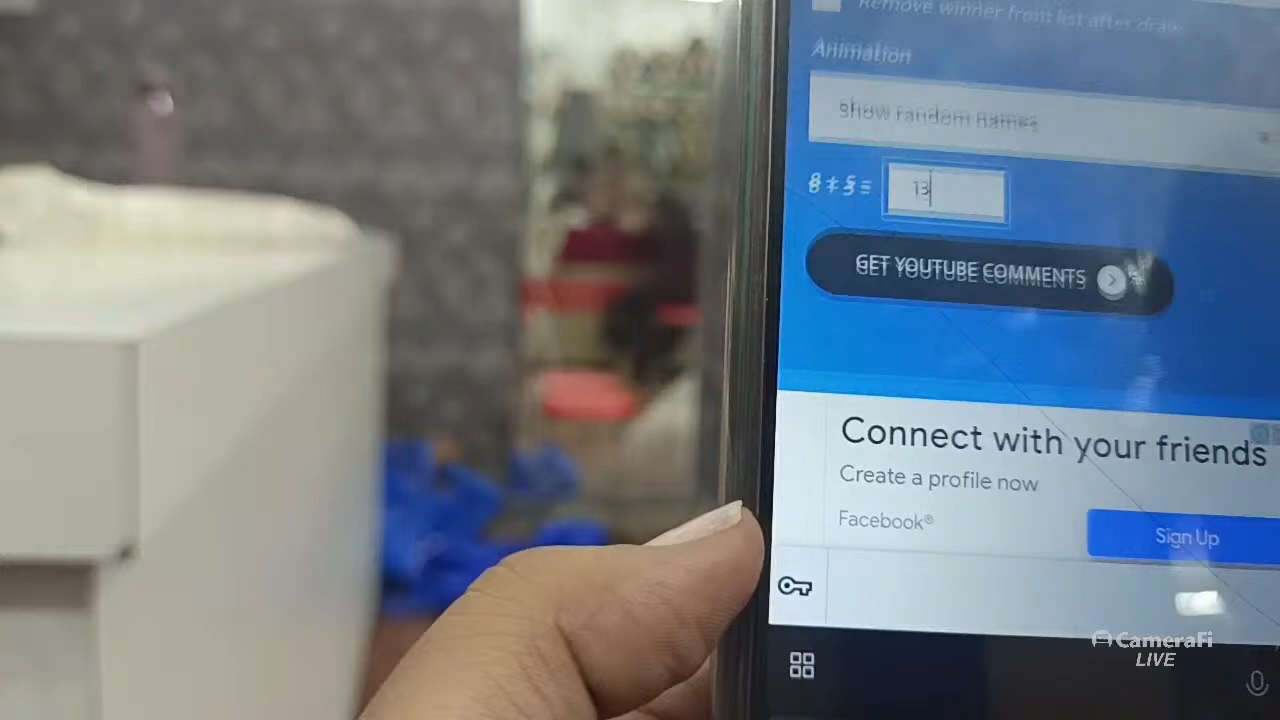 Remove winner from list after draw
Animation
show random names
8+5=
13
GET YOUTUBE COMMENTS
Connect with your friends
Create a profile now
Facebook®
Sign Up
CameraFi
LIVE